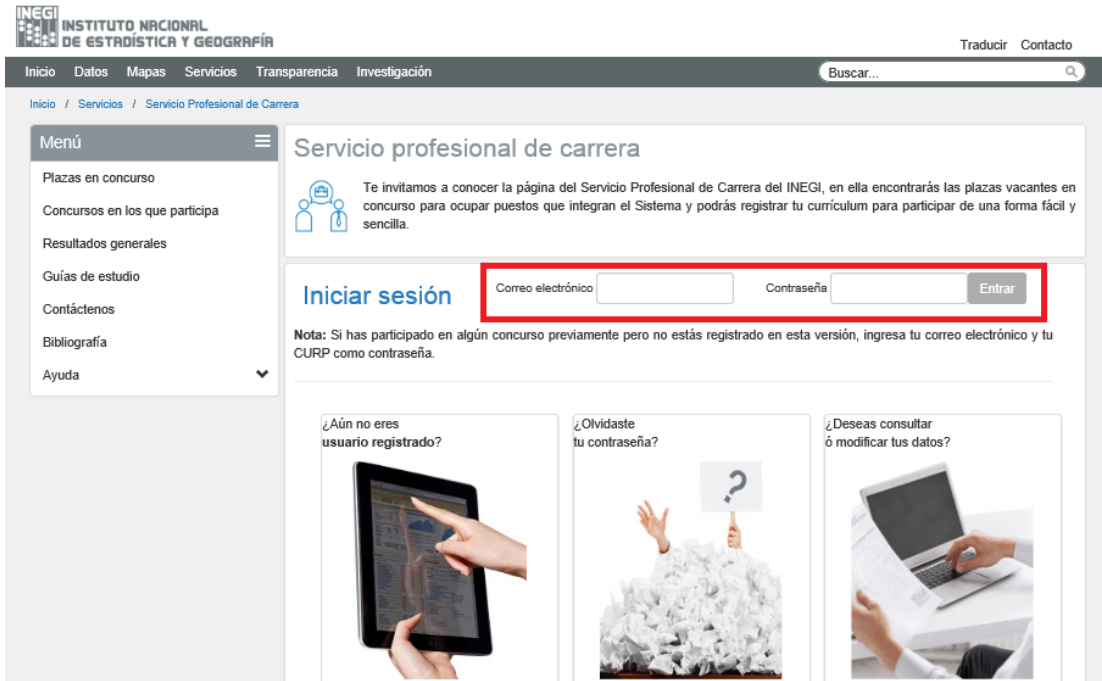 INEGI
INSTITUTO NACIONAL
DE ESTADÍSTICA Y GEOGRAFÍA
Traducir Contacto
Inicio Datos Mapas Servicios Transparencia Investigación Buscar...
Inicio / Servicios / Servicio Profesional de Carrera
Menú
Plazas en concurso
Concursos en los que participa
Resultados generales
Guías de estudio
Contáctenos
Bibliografía
Ayuda
Servicio profesional de carrera
Te invitamos a conocer la página del Servicio Profesional de Carrera del INEGI, en ella encontrarás las plazas vacantes en
concurso para ocupar puestos que integran el Sistema y podrás registrar tu currículum para participar de una forma fácil y
sencilla.
Iniciar sesión Correo electrónico Contraseña Entrar
Nota: Si has participado en algún concurso previamente pero no estás registrado en esta versión, ingresa tu correo electrónico y tu
CURP como contraseña.
¿Aún no eres
usuario registrado?
¿Olvidaste
tu contraseña?
?
¿Deseas consultar
ó modificar tus datos?